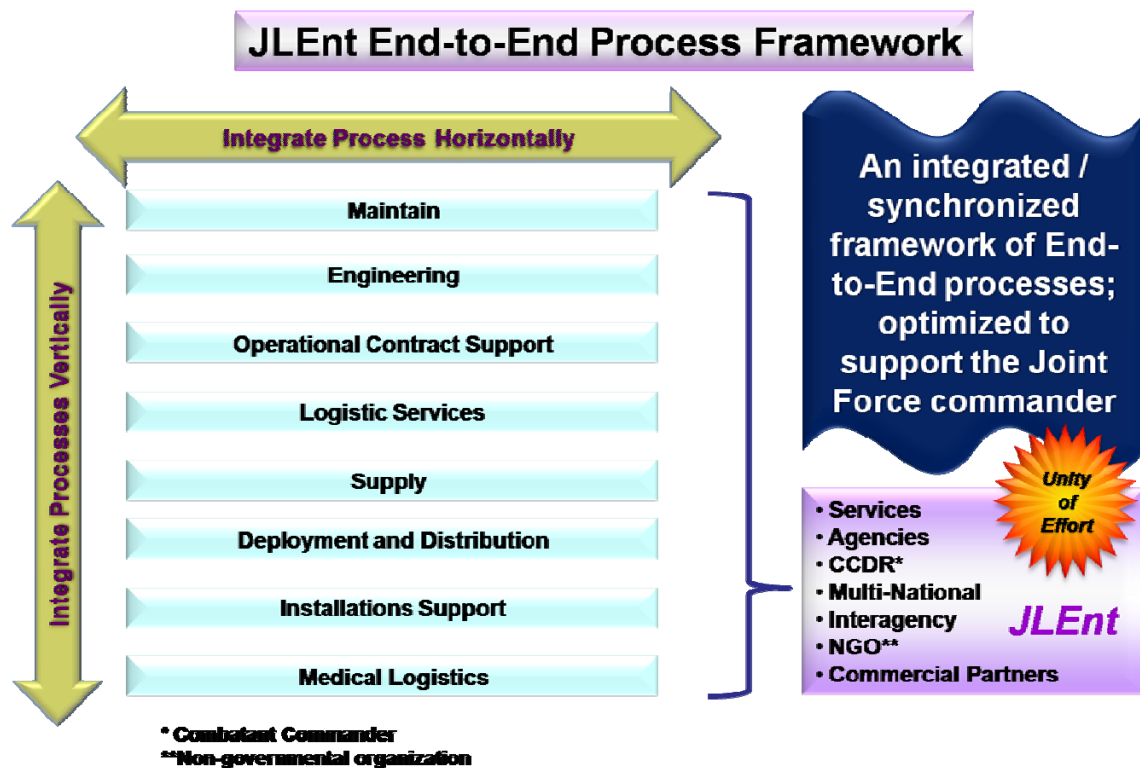 JLEnt End-to-End Process Framework
Integrate Process Horizontally
Integrate Processes Vertically
Maintain
Engineering
Operational Contract Support
Logistic Services
Supply
Deployment and Distribution
Installations Support
Medical Logistics
* Combatant Commander
**Non-governmental organization
An integrated /
synchronized
framework of End-
to-End processes;
optimized to
support the Joint
Force commander
Unity
of
Effort
• Services
• Agencies
• CCDR*
• Multi-National
• Interagency
• NGO**
• Commercial Partners
JLEnt